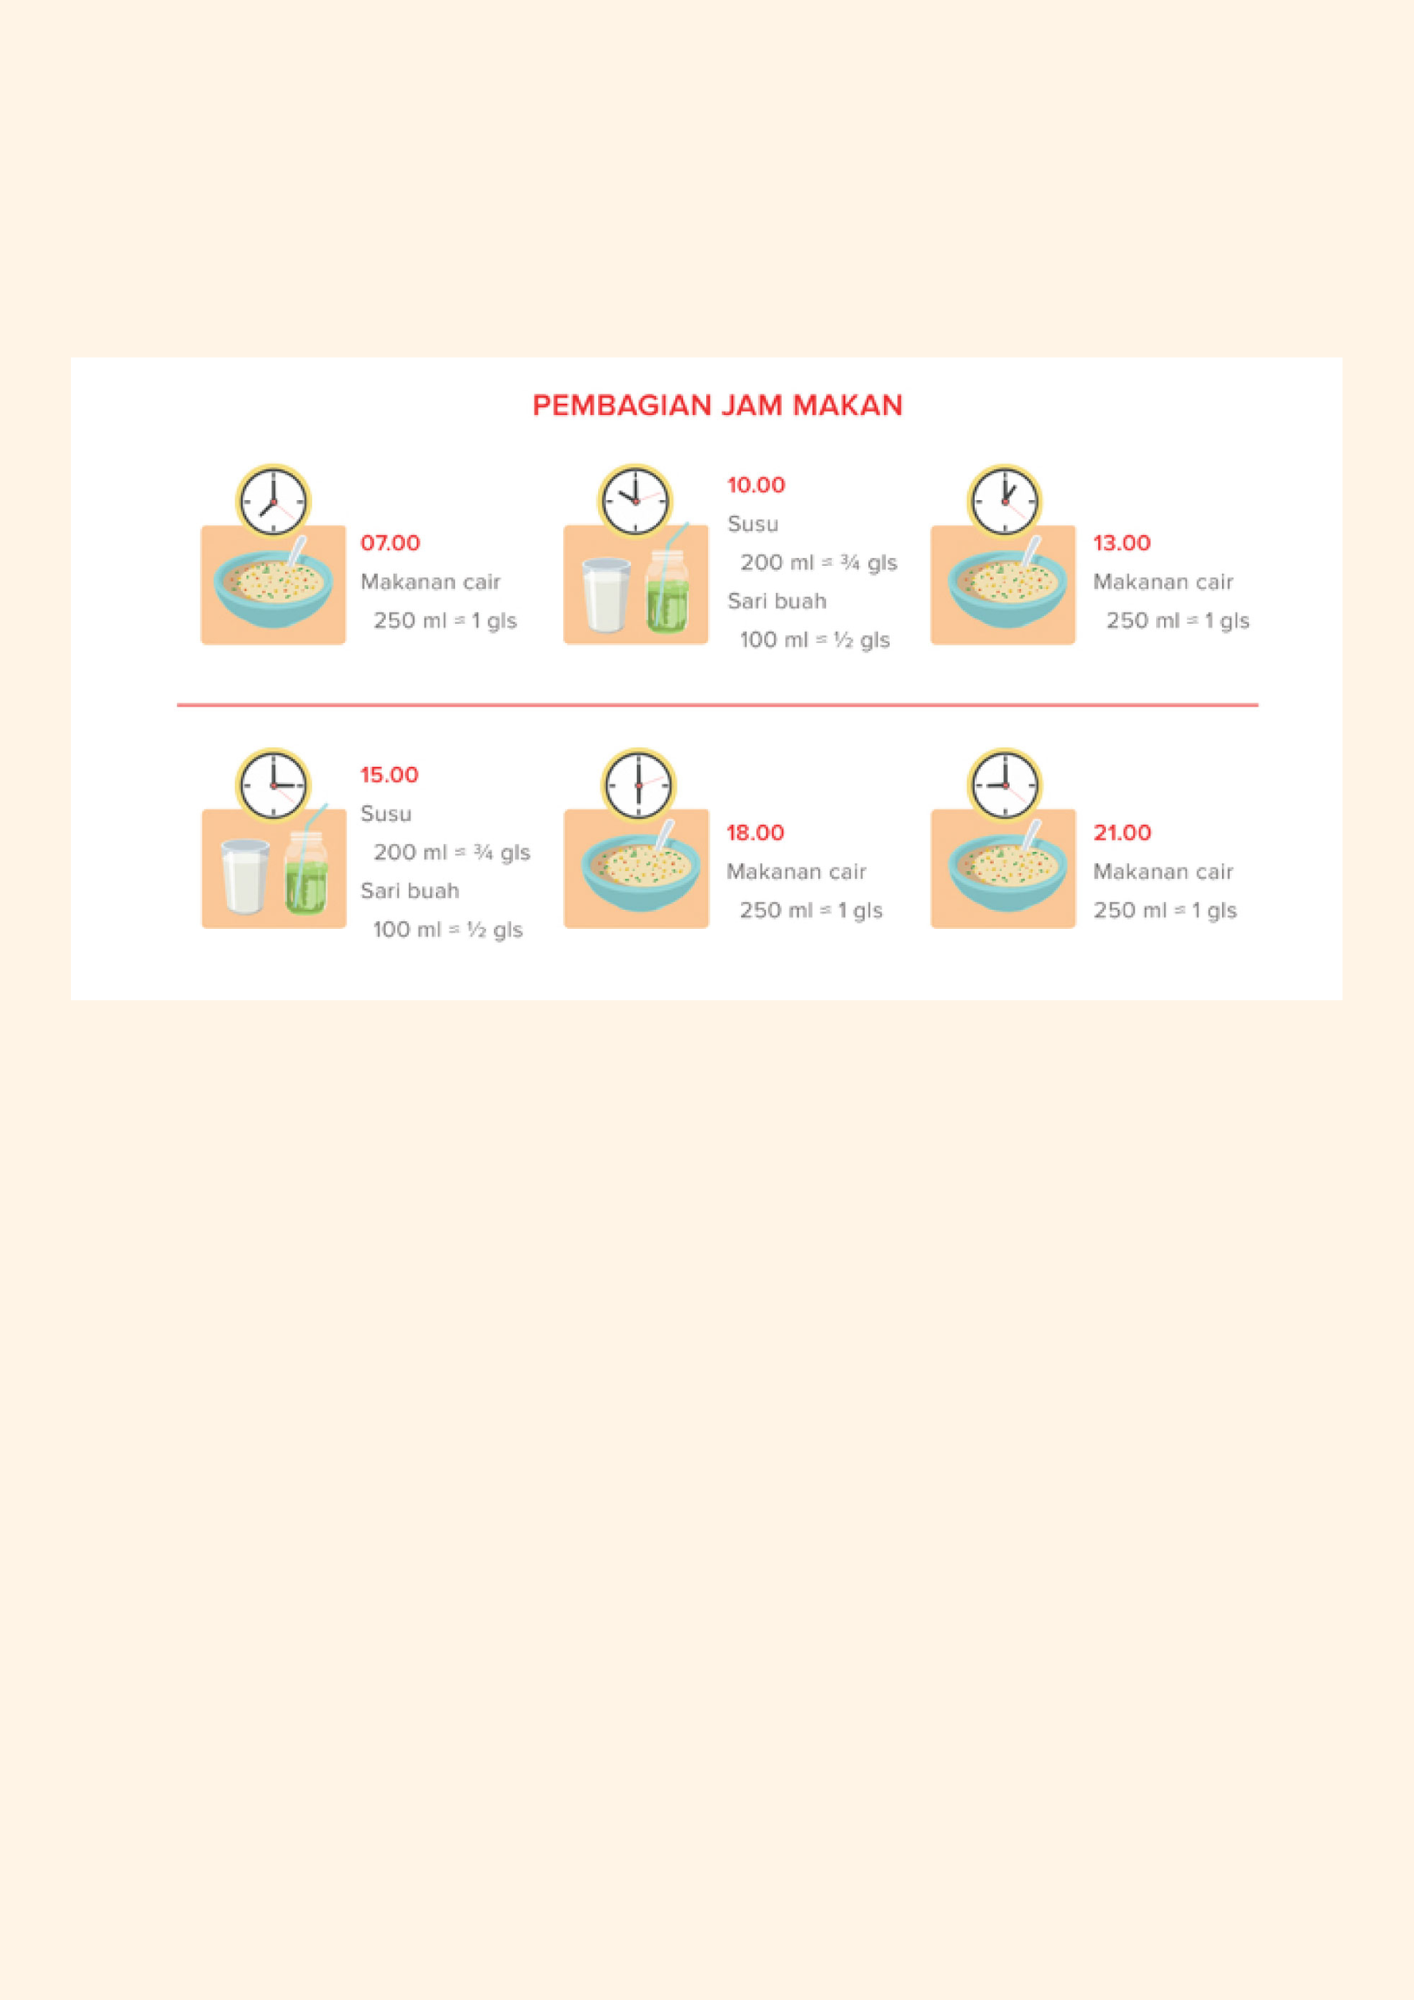 PEMBAGIAN JAM MAKAN
07.00
Makanan cair
250 ml = 1 gls
10.00
Susu
200 ml = ¾ gls
Sari buah
100 ml = ½ gls
13.00
Makanan cair
250 ml = 1 gls
15.00
Susu
200 ml = ¾ gls
Sari buah
100 ml = ½ gls
18.00
Makanan cair
250 ml = 1 gls
21.00
Makanan cair
250 ml = 1 gls